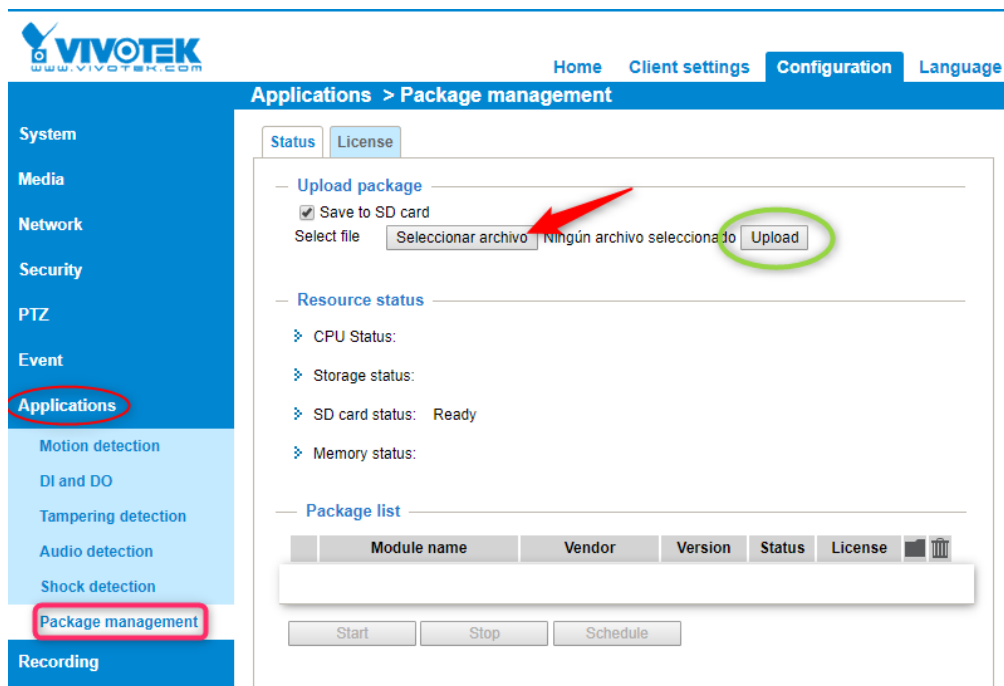 VIVOTEK
www.vivotek.com
Home Client settings Configuration Language
Applications > Package management
System
Media
Network
Security
PTZ
Event
Applications
Motion detection
DI and DO
Tampering detection
Audio detection
Shock detection
Package management
Recording
Status License
Upload package
Save to SD card
Select file Seleccionar archivo Ningún archivo seleccionado Upload
Resource status
CPU Status:
Storage status:
SD card status: Ready
Memory status:
Package list
Module name Vendor Version Status License
Start Stop Schedule